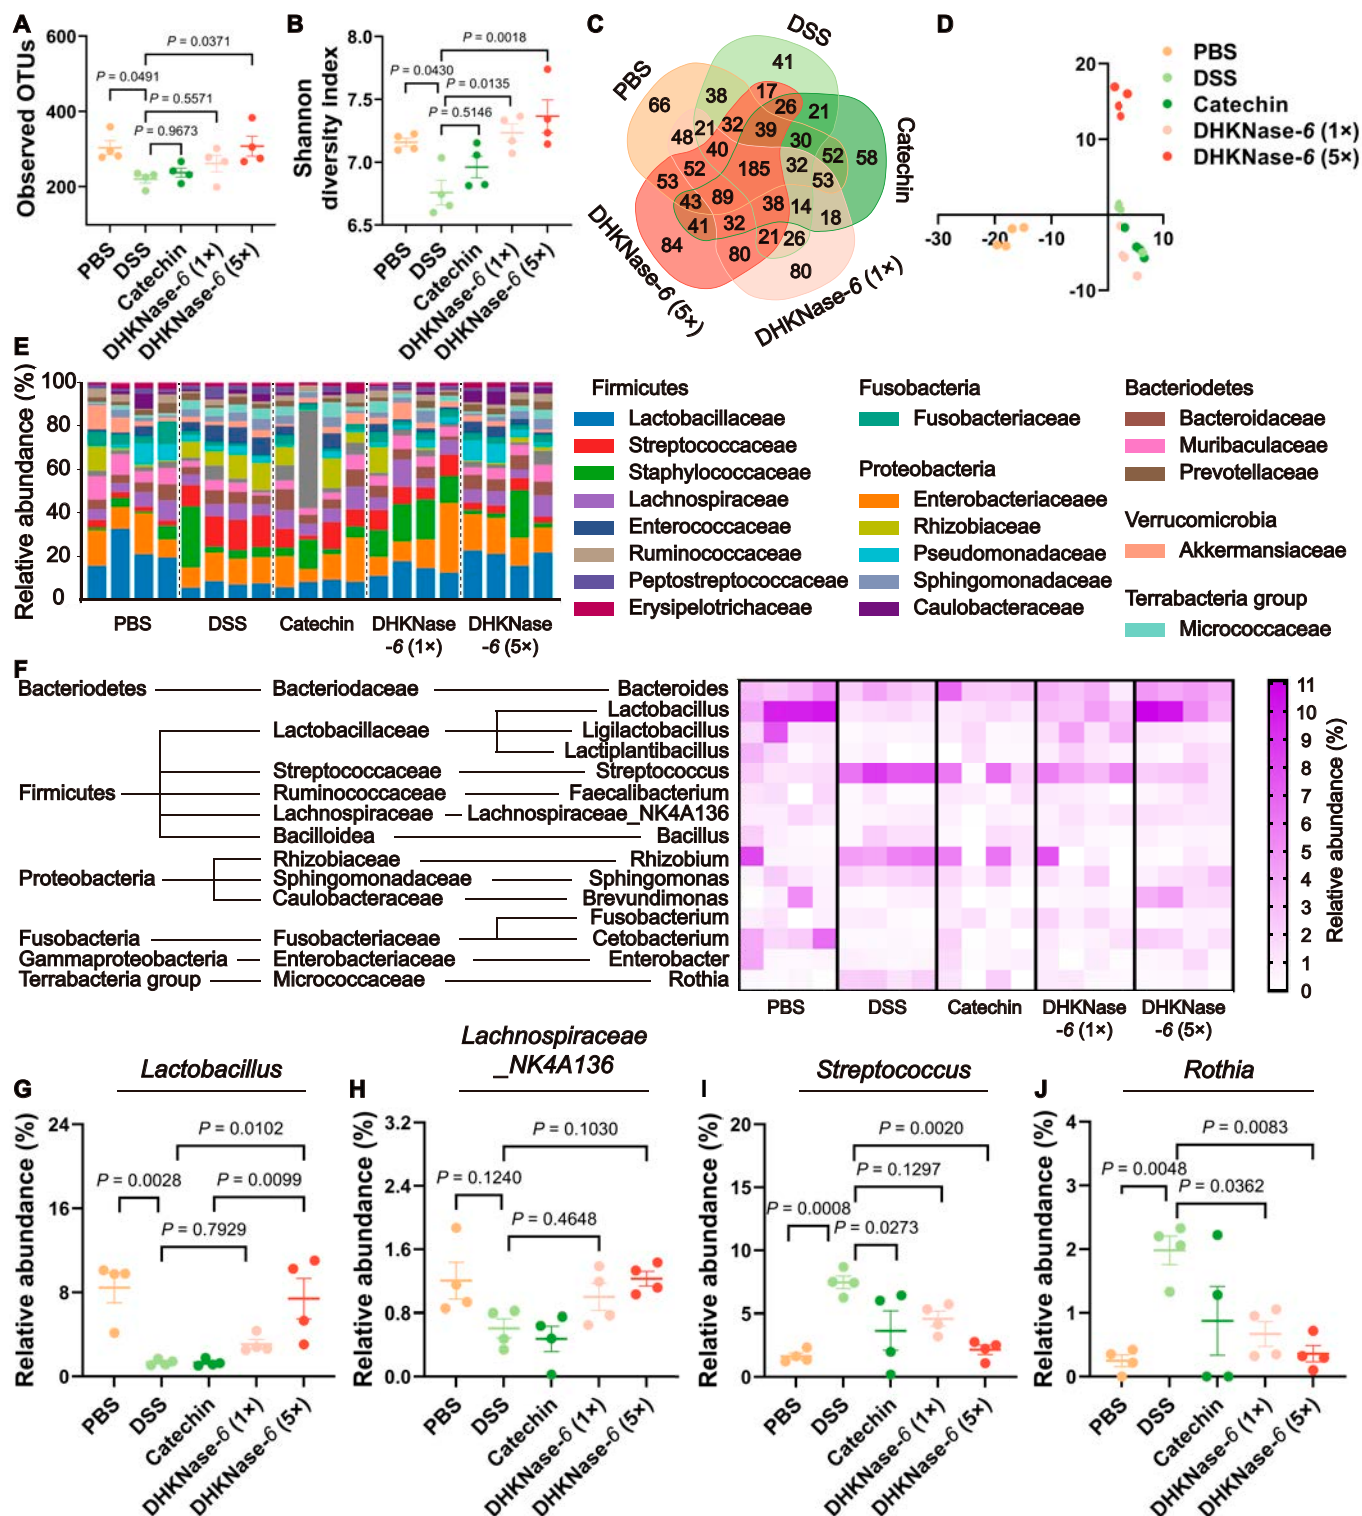 A
Observed OTUs
600
400
200
P = 0.0371
P = 0.0491
P = 0.5571
P = 0.9673
PBS
DSS
Catechin
DHKNase-6 (1×)
DHKNase-6 (5×)
B
Shannon
diversity index
8.0
7.5
7.0
6.5
P = 0.0018
P = 0.0430
P = 0.0135
P = 0.5146
PBS
DSS
Catechin
DHKNase-6 (1×)
DHKNase-6 (5×)
C
PBS
DSS
Catechin
DHKNase-6 (1×)
DHKNase-6 (5×)
41
66 38 17 26 21
48 21 32 39 30 52 58
40
53 52 185 32 53
43 89 38 14 18
84 41 32 21 26
80 80
D
PBS
DSS
Catechin
DHKNase-6 (1×)
DHKNase-6 (5×)
20
10
-10
-30 -20 -10 10
E
Relative abundance (%)
100
80
60
40
20
0
PBS
DSS
Catechin
DHKNase
-6 (1×)
DHKNase
-6 (5×)
Firmicutes
Lactobacillaceae
Streptococcaceae
Staphylococcaceae
Lachnospiraceae
Enterococcaceae
Ruminococcaceae
Peptostreptococcaceae
Erysipelotrichaceae
Fusobacteria
Fusobacteriaceae
Proteobacteria
Enterobacteriaceaee
Rhizobiaceae
Pseudomonadaceae
Sphingomonadaceae
Caulobacteraceae
Bacteriodetes
Bacteroidaceae
Muribaculaceae
Prevotellaceae
Verrucomicrobia
Akkermansiaceae
Terrabacteria group
Micrococcaceae
F
Bacteriodetes Bacteriodaceae Bacteroides
Lactobacillus
Lactobacillaceae Ligilactobacillus
Lactiplantibacillus
Streptococcaceae Streptococcus
Firmicutes Ruminococcaceae Faecalibacterium
Lachnospiraceae Lachnospiraceae_NK4A136
Bacilloidea Bacillus
Rhizobiaceae Rhizobium
Proteobacteria Sphingomonadaceae Sphingomonas
Caulobacteraceae Brevundimonas
Fusobacterium
Fusobacteria Fusobacteriaceae Cetobacterium
Gammaproteobacteria Enterobacteriaceae Enterobacter
Terrabacteria group Micrococcaceae Rothia
PBS
DSS
Catechin
DHKNase
-6 (1×)
DHKNase
-6 (5×)
11
10
9
8
7
6
5
4
3
2
1
0
Relative abundance (%)
G
Lactobacillus
Relative abundance (%)
24
16
8
0
P = 0.0102
P = 0.0028
P = 0.0099
P = 0.7929
PBS
DSS
Catechin
DHKNase-6 (1×)
DHKNase-6 (5×)
H
Lachnospiraceae
_NK4A136
Relative abundance (%)
3.2
2.4
1.6
0.8
0.0
P = 0.1030
P = 0.1240
P = 0.4648
PBS
DSS
Catechin
DHKNase-6 (1×)
DHKNase-6 (5×)
I
Streptococcus
Relative abundance (%)
20
15
10
5
0
P = 0.0020
P = 0.1297
P = 0.0008
P = 0.0273
PBS
DSS
Catechin
DHKNase-6 (1×)
DHKNase-6 (5×)
J
Rothia
Relative abundance (%)
4
3
2
1
0
P = 0.0083
P = 0.0048
P = 0.0362
PBS
DSS
Catechin
DHKNase-6 (1×)
DHKNase-6 (5×)